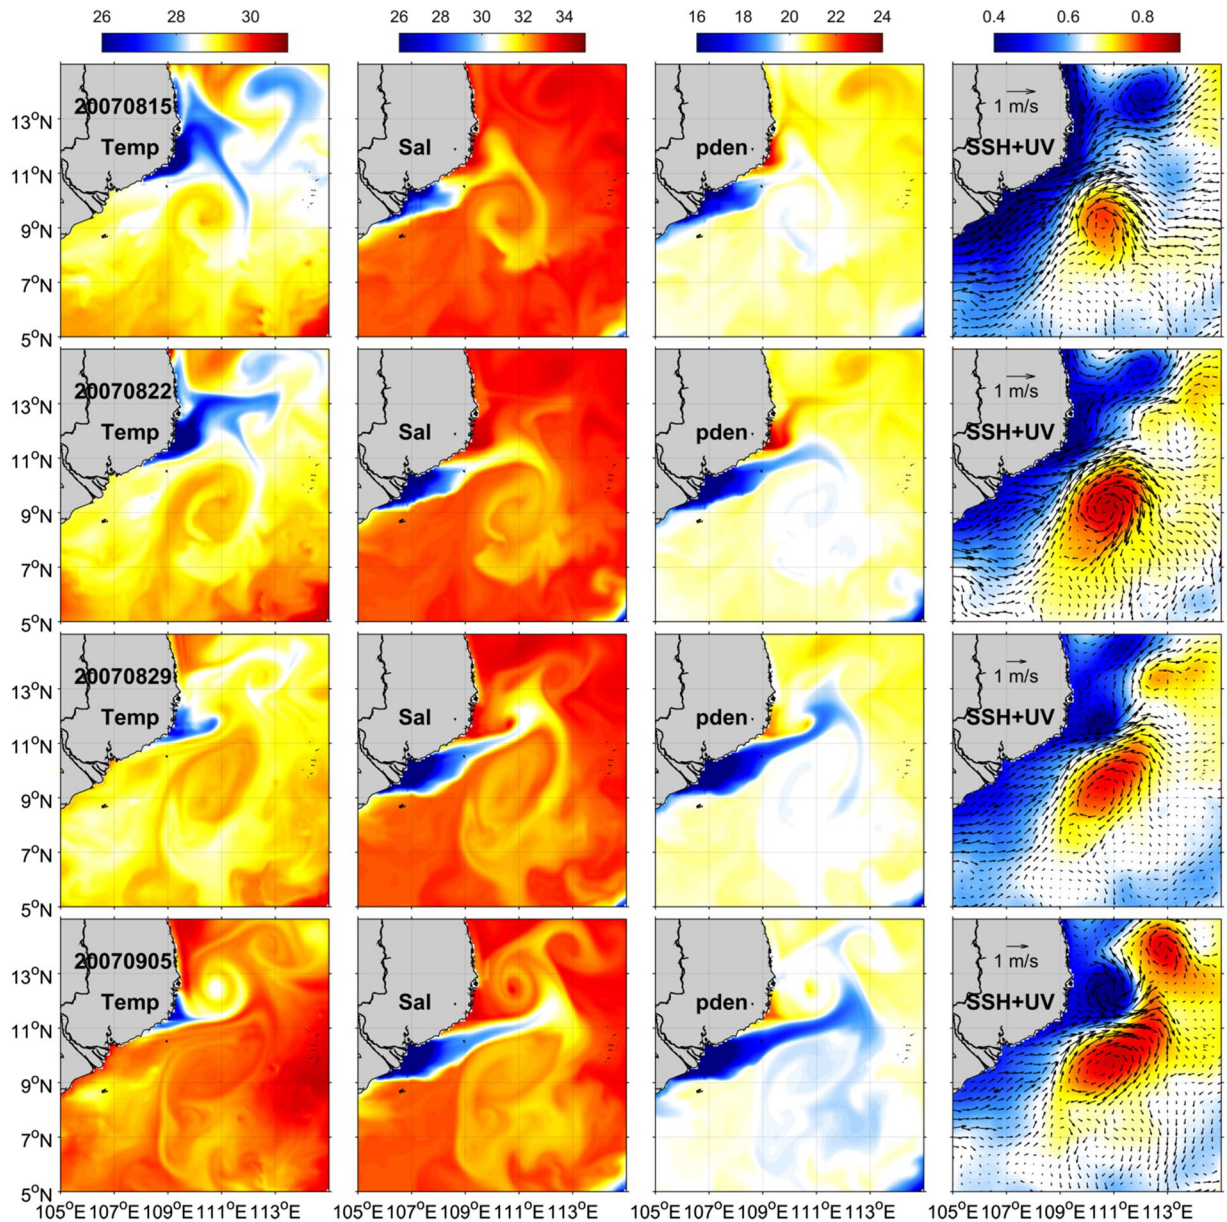 26 28 30 26 28 30 32 34 16 18 20 22 24 0.4 0.6 0.8
13°N 20070815 1 m/s
Temp Sal pden SSH+UV
11°N
9°N
7°N
5°N
13°N 20070822 1 m/s
Temp Sal pden SSH+UV
11°N
9°N
7°N
5°N
13°N 20070829 1 m/s
Temp Sal pden SSH+UV
11°N
9°N
7°N
5°N
13°N 20070905 1 m/s
Temp Sal pden SSH+UV
11°N
9°N
7°N
5°N
105°E 107°E 109°E 111°E 113°E 105°E 107°E 109°E 111°E 113°E 105°E 107°E 109°E 111°E 113°E 105°E 107°E 109°E 111°E 113°E